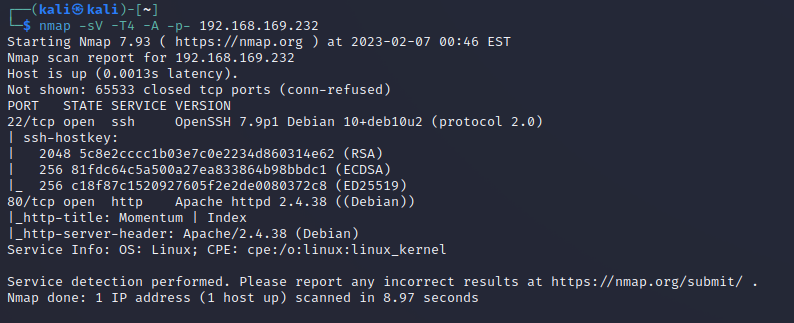 ┌──(kali㉿kali)-[~]
└─$ nmap -sV -T4 -A -p- 192.168.169.232
Starting Nmap 7.93 ( https://nmap.org ) at 2023-02-07 00:46 EST
Nmap scan report for 192.168.169.232
Host is up (0.0013s latency).
Not shown: 65533 closed tcp ports (conn-refused)
PORT   STATE SERVICE VERSION
22/tcp open  ssh     OpenSSH 7.9p1 Debian 10+deb10u2 (protocol 2.0)
| ssh-hostkey:
|   2048 5c8e2cccc1b03e7c0e2234d860314e62 (RSA)
|   256 81fdc64c5a500a27ea833864b98bbdc1 (ECDSA)
|_  256 c18f87c1520927605f2e2de0080372c8 (ED25519)
80/tcp open  http    Apache httpd 2.4.38 ((Debian))
|_http-title: Momentum | Index
|_http-server-header: Apache/2.4.38 (Debian)
Service Info: OS: Linux; CPE: cpe:/o:linux:linux_kernel

Service detection performed. Please report any incorrect results at https://nmap.org/submit/ .
Nmap done: 1 IP address (1 host up) scanned in 8.97 seconds